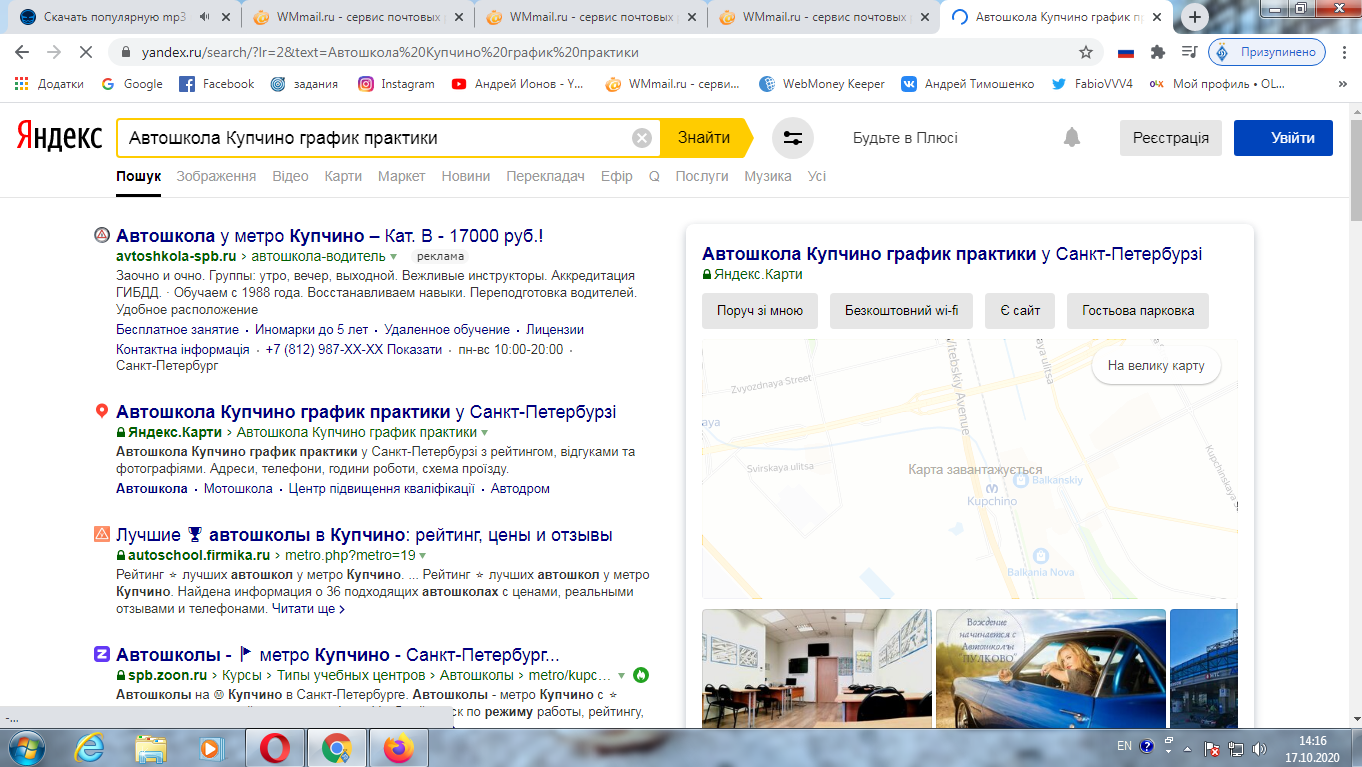 Скачать популярную mp3
WMmail.ru - сервис почтовых
WMmail.ru - сервис почтовых
WMmail.ru - сервис почтовых
Автошкола Купчино график п
yandex.ru/search/?lr=2&text=Автошкола%20Купчино%20график%20практики
Призупинено
Додатки
Google
Facebook
задания
Instagram
Андрей Ионов - Y...
WMmail.ru - серви...
WebMoney Keeper
Андрей Тимошенко
FabioVVV4
olx
Мой профиль • OL...
»
Яндекс
Автошкола Купчино график практики
Знайти
Будьте в Плюсі
Реєстрація
Увійти
Пошук Зображення Відео Карти Маркет Новини Перекладач Ефір Q Послуги Музика Усі
Автошкола у метро Купчино – Кат. В - 17000 руб.!
avtoshkola-spb.ru › автошкола-водитель реклама
Заочно и очно. Группы: утро, вечер, выходной. Вежливые инструкторы. Аккредитация
ГИБДД. · Обучаем с 1988 года. Восстанавливаем навыки. Переподготовка водителей.
Удобное расположение
Бесплатное занятие · Иномарки до 5 лет · Удаленное обучение · Лицензии
Контактна інформація · +7 (812) 987-XX-XX Показати · пн-вс 10:00-20:00 ·
Санкт-Петербург
Автошкола Купчино график практики у Санкт-Петербурзі
Яндекс.Карти › Автошкола Купчино график практики
Автошкола Купчино график практики у Санкт-Петербурзі з рейтингом, відгуками та
фотографіями. Адреси, телефони, години роботи, схема проїзду.
Автошкола · Мотошкола · Центр підвищення кваліфікації · Автодром
Лучшие автошколы в Купчино: рейтинг, цены и отзывы
autoschool.firmika.ru › metro.php?metro=19
Рейтинг ⭐ лучших автошкол у метро Купчино. ... Рейтинг ⭐ лучших автошкол у метро
Купчино. Найдена информация о 36 подходящих автошколах с ценами, реальными
отзывами и телефонами. Читати ще ›
Автошколы - метро Купчино - Санкт-Петербург...
spb.zoon.ru › Курсы › Типы учебных центров › Автошколы › metro/kupc...
Автошколы на Купчино в Санкт-Петербурге. Автошколы - метро Купчино с ⭐
ск по режиму работы, рейтингу,
-...
Автошкола Купчино график практики у Санкт-Петербурзі
Яндекс.Карти
Поруч зі мною
Безкоштовний wi-fi
Є сайт
Гостьова парковка
На велику карту
Zvyozdnaya Street
Vitebskiy Avenue
aya ulitsa
aya
Svirskaya ulitsa
Карта завантажується
Balkanskiy
Kupchino
Kupchinskaya
Balkania Nova
Вождение
начинается с
Автошколы
"ПУЛКОВО"
EN
14:16
17.10.2020